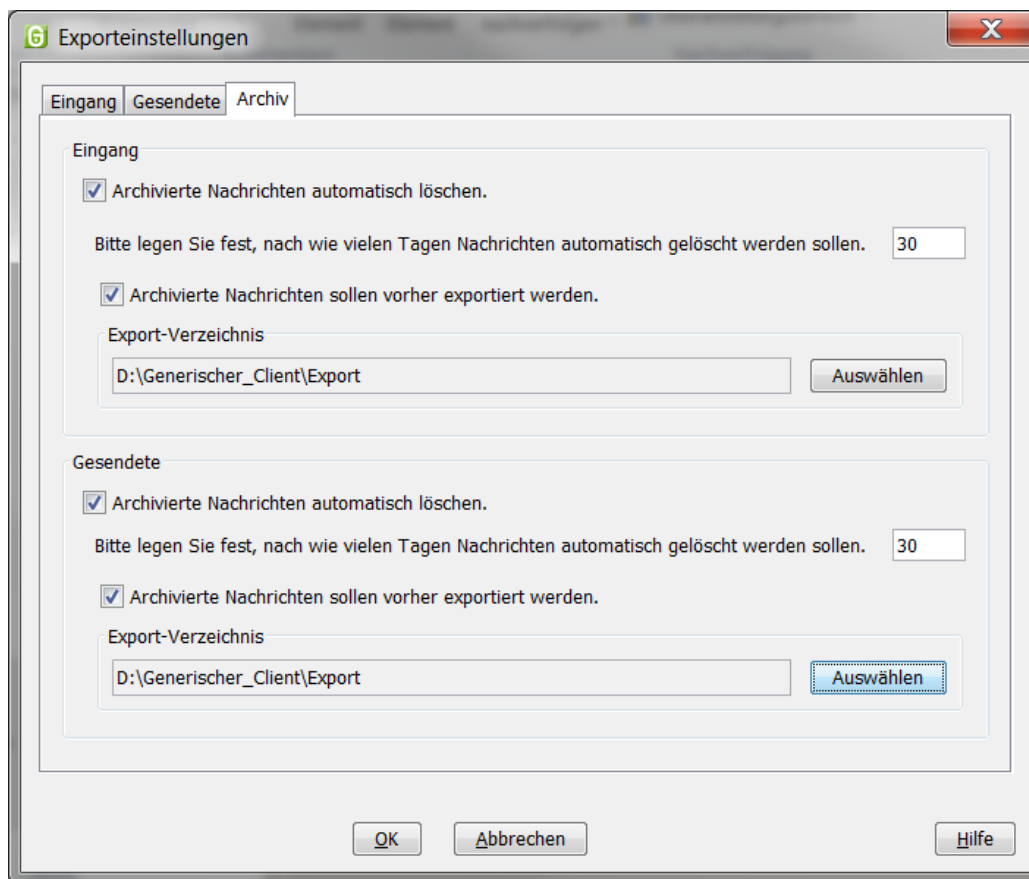 Exporteinstellungen
Eingang Gesendete Archiv
Eingang
Archivierte Nachrichten automatisch löschen.
Bitte legen Sie fest, nach wie vielen Tagen Nachrichten automatisch gelöscht werden sollen. 30
Archivierte Nachrichten sollen vorher exportiert werden.
Export-Verzeichnis
D:\Generischer_Client\Export Auswählen
Gesendete
Archivierte Nachrichten automatisch löschen.
Bitte legen Sie fest, nach wie vielen Tagen Nachrichten automatisch gelöscht werden sollen. 30
Archivierte Nachrichten sollen vorher exportiert werden.
Export-Verzeichnis
D:\Generischer_Client\Export Auswählen
OK Abbrechen Hilfe